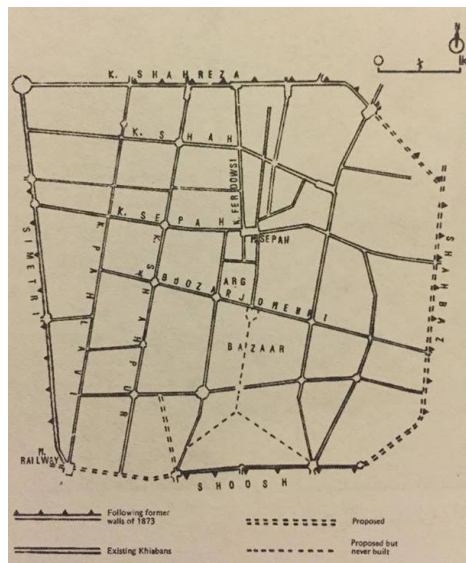 N
K. SHAHREZA
K. SHAH
K. FERDOWSI
K. SEPAH
M. SEPAH
SIMETRI
K. PAHLAVI
K. SHAHPUR
ARG
K. BOOZARJOMEHRI
BAZAAR
SHAHBAZ
M. RAILWAY
SHOOSH
Following former
walls of 1873
Existing Khiabans
Proposed
Proposed but
never built